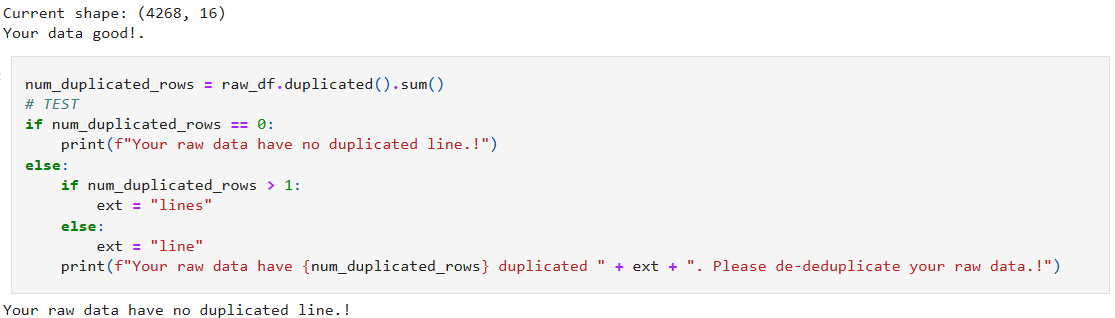 Current shape: (4268, 16)
Your data good!.
num_duplicated_rows = raw_df.duplicated().sum()
# TEST
if num_duplicated_rows == 0:
    print(f"Your raw data have no duplicated line.!")
else:
    if num_duplicated_rows > 1:
        ext = "lines"
    else:
        ext = "line"
    print(f"Your raw data have {num_duplicated_rows} duplicated " + ext + ". Please de-deduplicate your raw data.!")
Your raw data have no duplicated line.!